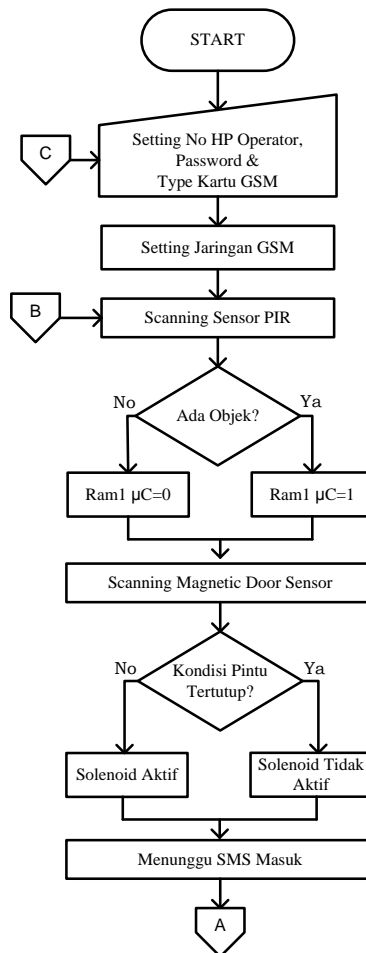 START
Setting No HP Operator,
Password &
Type Kartu GSM
C
Setting Jaringan GSM
B
Scanning Sensor PIR
No
Ya
Ada Objek?
Ram1 µC=0
Ram1 µC=1
Scanning Magnetic Door Sensor
No
Ya
Kondisi Pintu
Tertutup?
Solenoid Aktif
Solenoid Tidak
Aktif
Menunggu SMS Masuk
A